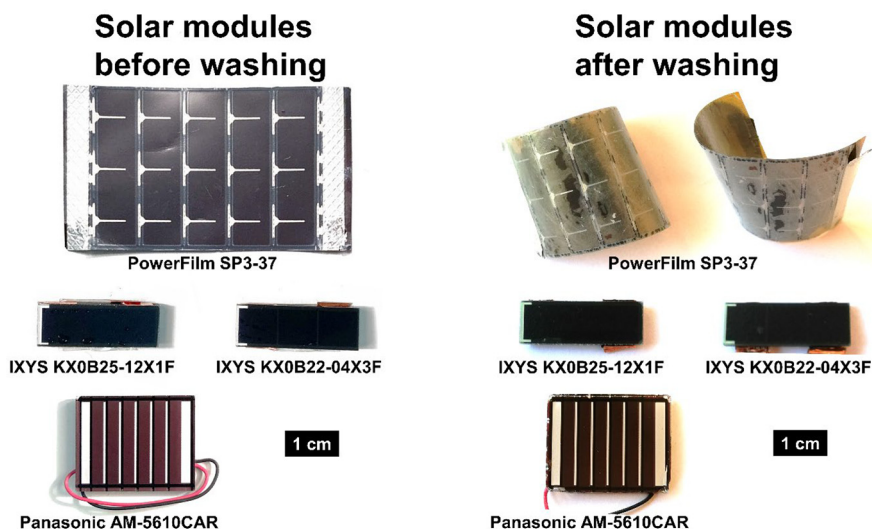 Solar modules
before washing
PowerFilm SP3-37
IXYS KX0B25-12X1F
IXYS KX0B22-04X3F
1 cm
Panasonic AM-5610CAR
Solar modules
after washing
PowerFilm SP3-37
IXYS KX0B25-12X1F
IXYS KX0B22-04X3F
1 cm
Panasonic AM-5610CAR